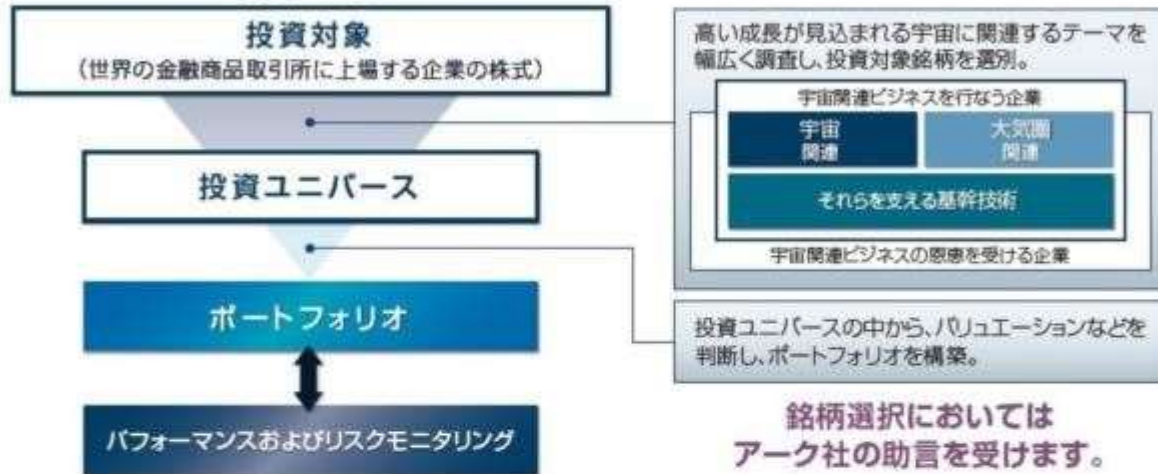 投資対象
(世界の金融商品取引所に上場する企業の株式)
投資ユニバース
ポートフォリオ
パフォーマンスおよびリスクモニタリング
高い成長が見込まれる宇宙に関連するテーマを
幅広く調査し、投資対象銘柄を選別。
宇宙関連ビジネスを行なう企業
宇宙
関連
大気圏
関連
それらを支える基幹技術
宇宙関連ビジネスの恩恵を受ける企業
投資ユニバースの中から、バリュエーションなどを
判断し、ポートフォリオを構築。
銘柄選択においては
アーク社の助言を受けます。